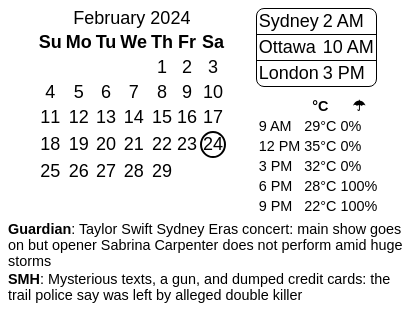 February 2024
Su Mo Tu We Th Fr Sa
1 2 3
4 5 6 7 8 9 10
11 12 13 14 15 16 17
18 19 20 21 22 23 24
25 26 27 28 29
Sydney 2 AM
Ottawa 10 AM
London 3 PM
°C ☂
9 AM 29°C 0%
12 PM 35°C 0%
3 PM 32°C 0%
6 PM 28°C 100%
9 PM 22°C 100%
Guardian: Taylor Swift Sydney Eras concert: main show goes
on but opener Sabrina Carpenter does not perform amid huge
storms
SMH: Mysterious texts, a gun, and dumped credit cards: the
trail police say was left by alleged double killer